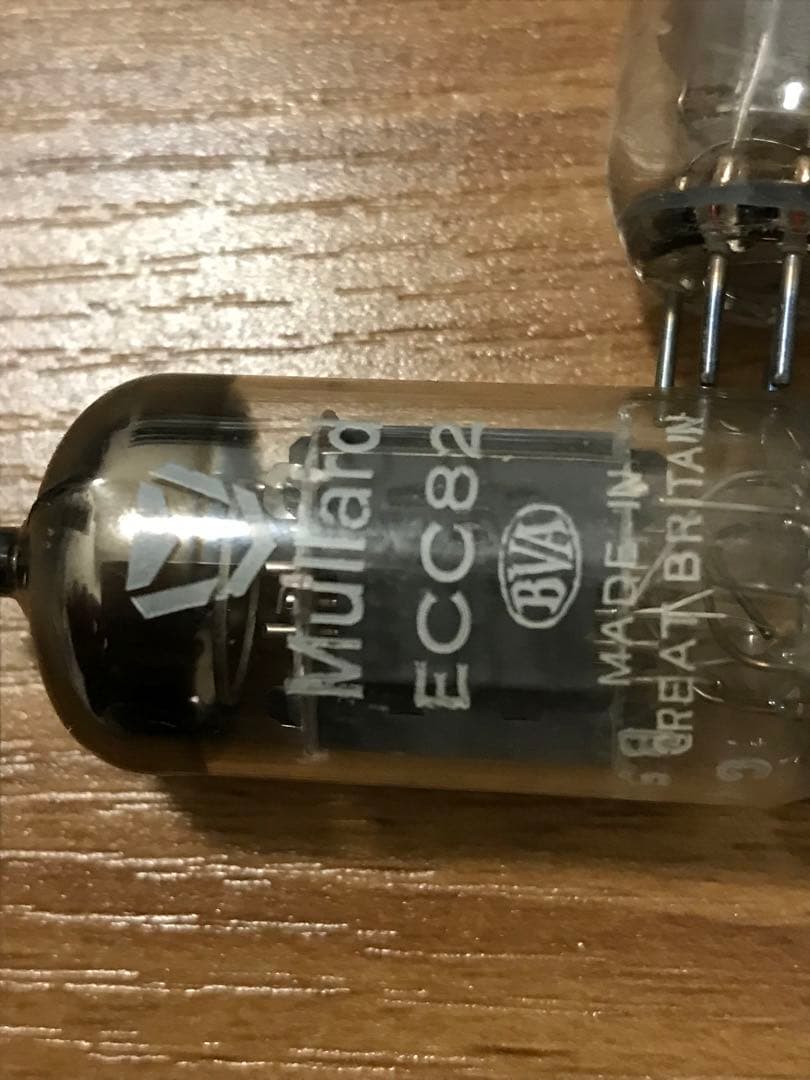 Mullard
ECC82
BVA
MADE IN
GREAT BRITAIN